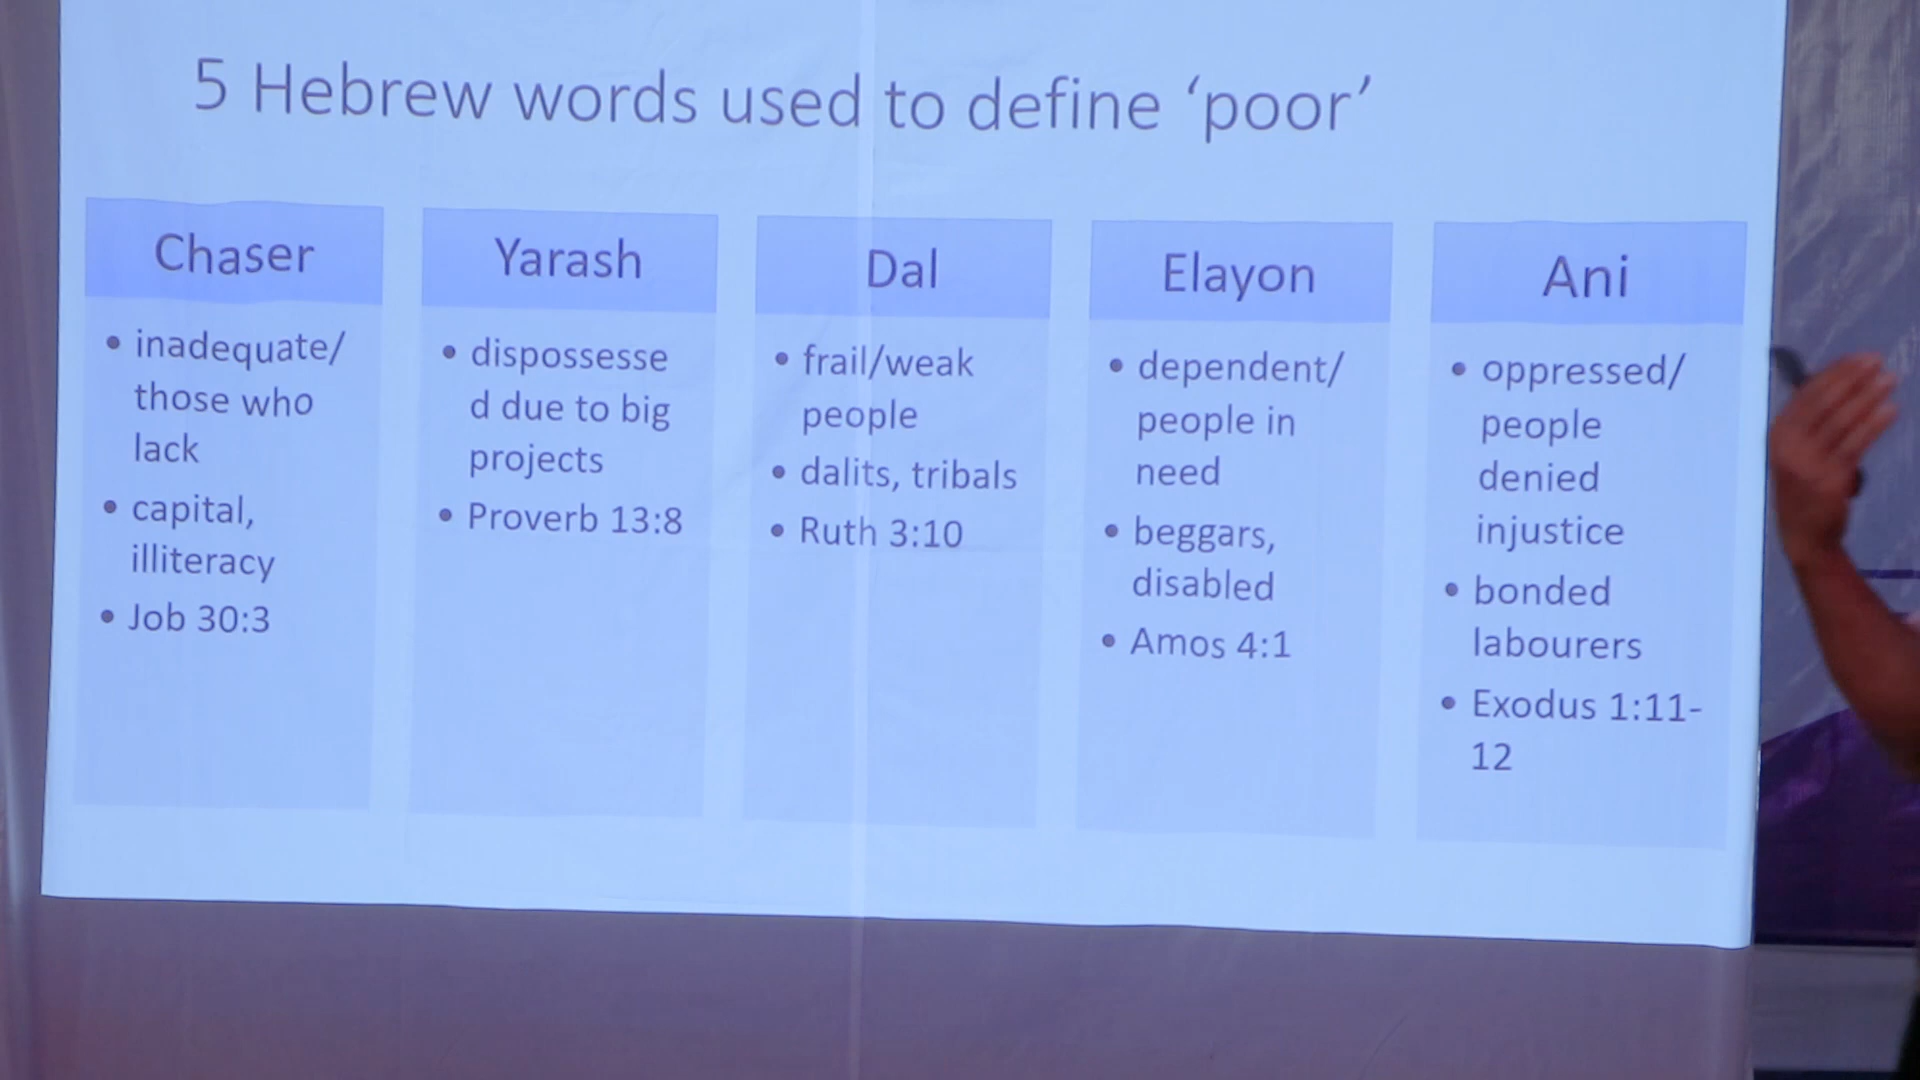 5 Hebrew words used to define ‘poor’
Chaser
• inadequate/
those who
lack
• capital,
illiteracy
• Job 30:3
Yarash
• dispossesse
d due to big
projects
• Proverb 13:8
Dal
• frail/weak
people
• dalits, tribals
• Ruth 3:10
Elayon
• dependent/
people in
need
• beggars,
disabled
• Amos 4:1
Ani
• oppressed/
people
denied
injustice
• bonded
labourers
• Exodus 1:11-
12